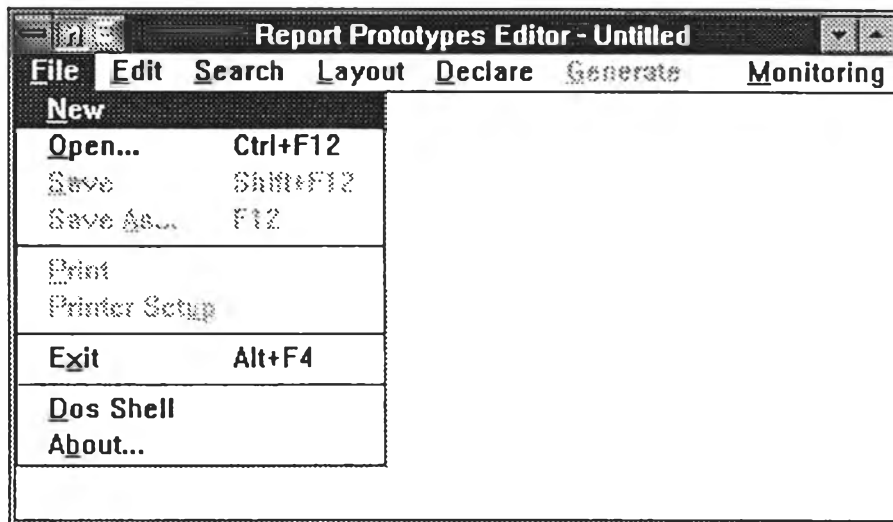 Report Prototypes Editor - Untitled
File Edit Search Layout Declare Generate Monitoring
New
Open... Ctrl+F12
Save Shift+F12
Save As... F12
Print
Printer Setup
Exit Alt+F4
Dos Shell
About...